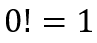 0! = 1